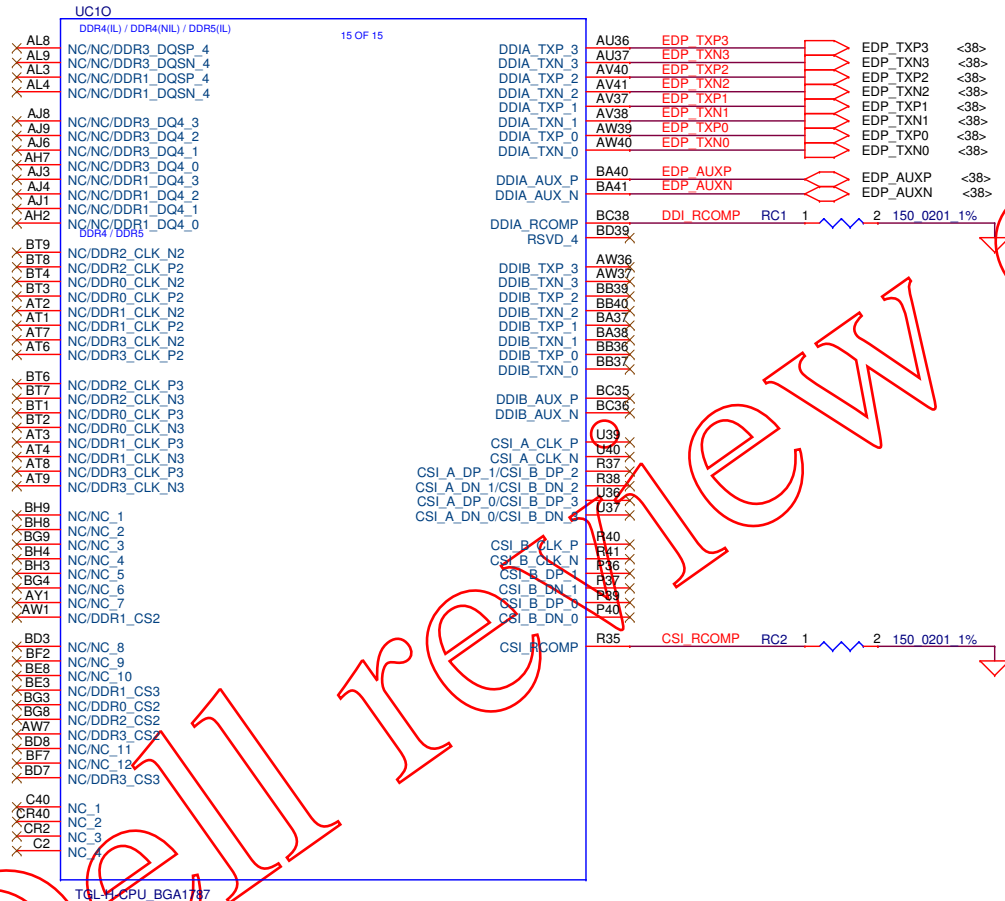 UC1O
DDR4(IL) / DDR4(NIL) / DDR5(IL)
15 OF 15
AL8 NC/NC/DDR3_DQSP_4
AL9 NC/NC/DDR3_DQSN_4
AL3 NC/NC/DDR1_DQSP_4
AL4 NC/NC/DDR1_DQSN_4
AJ8 NC/NC/DDR3_DQ4_3
AJ9 NC/NC/DDR3_DQ4_2
AJ6 NC/NC/DDR3_DQ4_1
AH7 NC/NC/DDR3_DQ4_0
AJ3 NC/NC/DDR1_DQ4_3
AJ4 NC/NC/DDR1_DQ4_2
AJ1 NC/NC/DDR1_DQ4_1
AH2 NC/NC/DDR1_DQ4_0
DDR4 / DDR5
BT9 NC/DDR2_CLK_N2
BT8 NC/DDR2_CLK_P2
BT4 NC/DDR0_CLK_N2
BT3 NC/DDR0_CLK_P2
AT2 NC/DDR1_CLK_N2
AT1 NC/DDR1_CLK_P2
AT7 NC/DDR3_CLK_N2
AT6 NC/DDR3_CLK_P2
BT6 NC/DDR2_CLK_P3
BT7 NC/DDR2_CLK_N3
BT1 NC/DDR0_CLK_P3
BT2 NC/DDR0_CLK_N3
AT3 NC/DDR1_CLK_P3
AT4 NC/DDR1_CLK_N3
AT8 NC/DDR3_CLK_P3
AT9 NC/DDR3_CLK_N3
BH9 NC/NC_1
BH8 NC/NC_2
BG9 NC/NC_3
BH4 NC/NC_4
BH3 NC/NC_5
BG4 NC/NC_6
AY1 NC/NC_7
AW1 NC/DDR1_CS2
BD3 NC/NC_8
BF2 NC/NC_9
BE8 NC/NC_10
BE3 NC/DDR1_CS3
BG3 NC/DDR0_CS2
BG8 NC/DDR2_CS2
AW7 NC/DDR3_CS2
BD8 NC/NC_11
BF7 NC/NC_12
BD7 NC/DDR3_CS3
C40 NC_1
CR40 NC_2
CR2 NC_3
C2 NC_4
DDIA_TXP_3 AU36 EDP_TXP3 EDP_TXP3 <38>
DDIA_TXN_3 AU37 EDP_TXN3 EDP_TXN3 <38>
DDIA_TXP_2 AV40 EDP_TXP2 EDP_TXP2 <38>
DDIA_TXN_2 AV41 EDP_TXN2 EDP_TXN2 <38>
DDIA_TXP_1 AV37 EDP_TXP1 EDP_TXP1 <38>
DDIA_TXN_1 AV38 EDP_TXN1 EDP_TXN1 <38>
DDIA_TXP_0 AW39 EDP_TXP0 EDP_TXP0 <38>
DDIA_TXN_0 AW40 EDP_TXN0 EDP_TXN0 <38>
DDIA_AUX_P BA40 EDP_AUXP EDP_AUXP <38>
DDIA_AUX_N BA41 EDP_AUXN EDP_AUXN <38>
DDIA_RCOMP BC38 DDI_RCOMP RC1 1 2 150_0201_1%
RSVD_4 BD39
DDIB_TXP_3 AW36
DDIB_TXN_3 AW37
DDIB_TXP_2 BB39
DDIB_TXN_2 BB40
DDIB_TXP_1 BA37
DDIB_TXN_1 BA38
DDIB_TXP_0 BB36
DDIB_TXN_0 BB37
DDIB_AUX_P BC35
DDIB_AUX_N BC36
CSI_A_CLK_P U39
CSI_A_CLK_N U40
CSI_A_DP_1/CSI_B_DP_2 R37
CSI_A_DN_1/CSI_B_DN_2 R38
CSI_A_DP_0/CSI_B_DP_3 U36
CSI_A_DN_0/CSI_B_DN_3 U37
CSI_B_CLK_P R40
CSI_B_CLK_N R41
CSI_B_DP_1 P36
CSI_B_DN_1 P37
CSI_B_DP_0 P39
CSI_B_DN_0 P40
CSI_RCOMP R35 CSI_RCOMP RC2 1 2 150_0201_1%
TGL-H-CPU_BGA1787
ell review